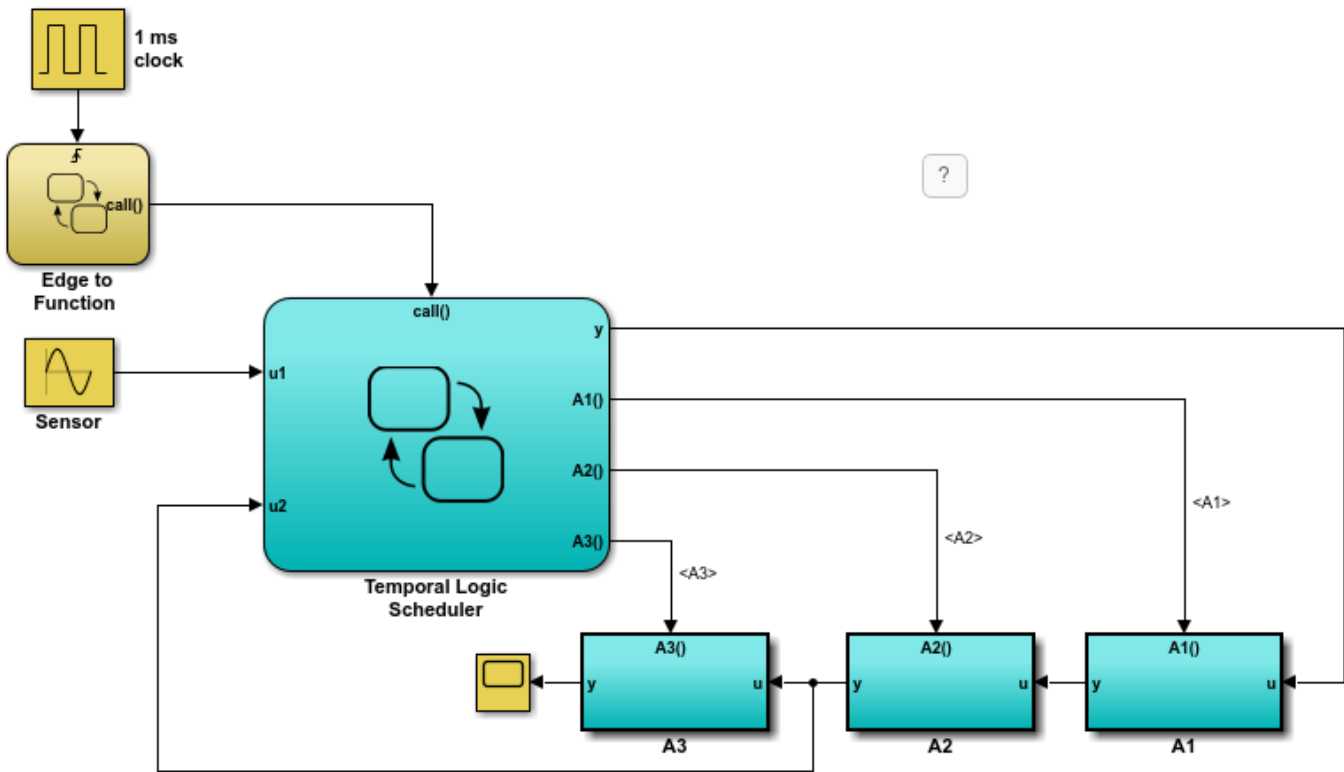 1 ms
clock
?
call()
Edge to
Function
call()
y
u1
Sensor
A1()
A2()
u2
A3()
<A1>
<A2>
<A3>
Temporal Logic
Scheduler
A3()
y
u
A3
A2()
y
u
A2
A1()
y
u
A1